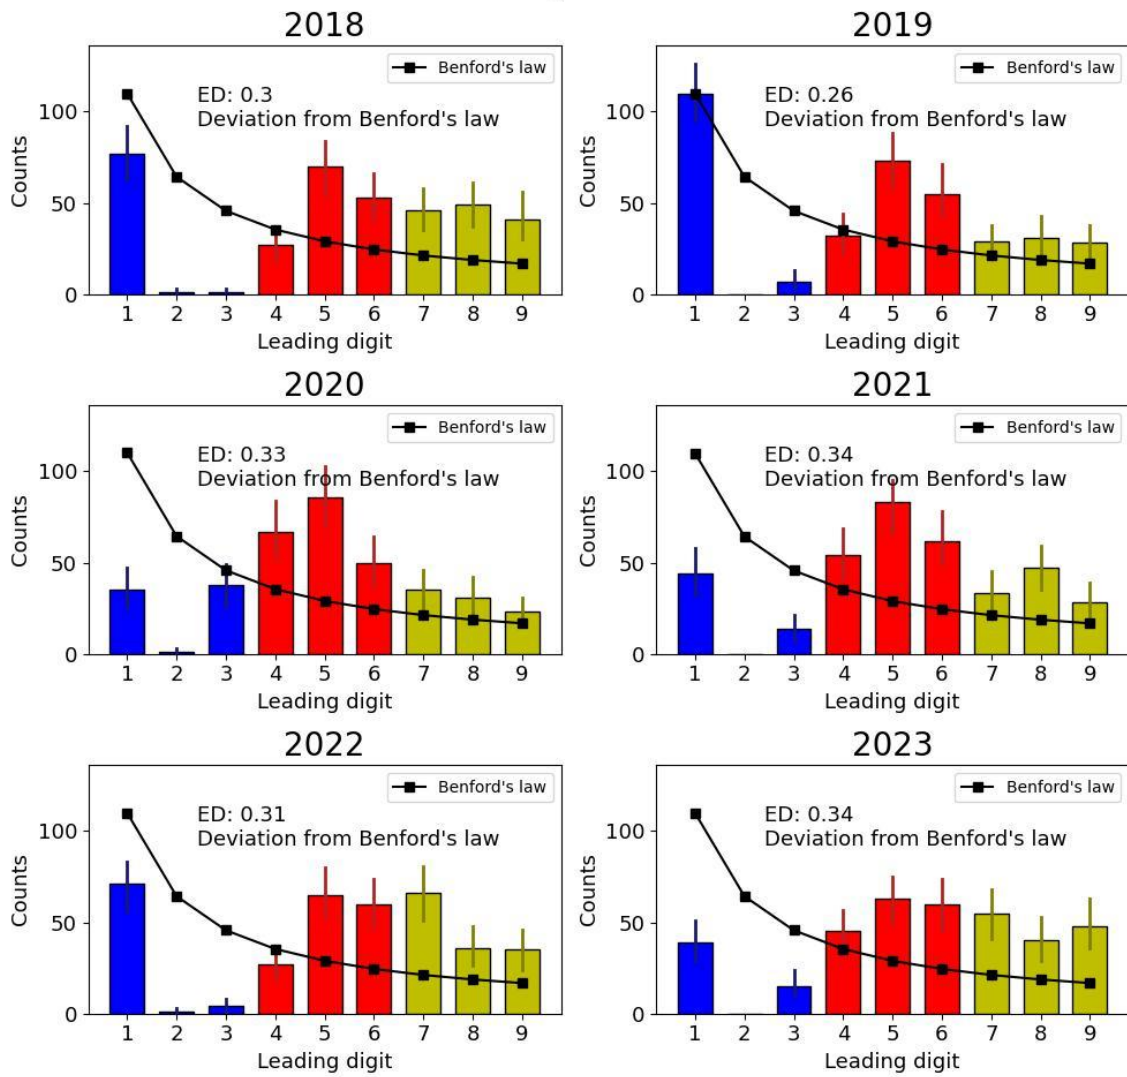 2018
Benford's law
ED: 0.3
Deviation from Benford's law
Counts
100
50
0
1 2 3 4 5 6 7 8 9
Leading digit
2019
Benford's law
ED: 0.26
Deviation from Benford's law
Counts
100
50
0
1 2 3 4 5 6 7 8 9
Leading digit
2020
Benford's law
ED: 0.33
Deviation from Benford's law
Counts
100
50
0
1 2 3 4 5 6 7 8 9
Leading digit
2021
Benford's law
ED: 0.34
Deviation from Benford's law
Counts
100
50
0
1 2 3 4 5 6 7 8 9
Leading digit
2022
Benford's law
ED: 0.31
Deviation from Benford's law
Counts
100
50
0
1 2 3 4 5 6 7 8 9
Leading digit
2023
Benford's law
ED: 0.34
Deviation from Benford's law
Counts
100
50
0
1 2 3 4 5 6 7 8 9
Leading digit